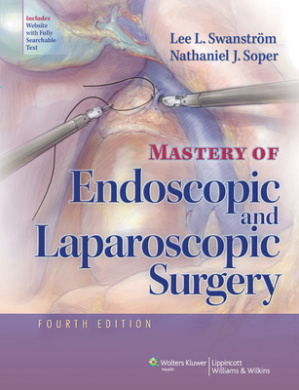 Includes
Website
with Fully
Searchable
Text
Lee L. Swanström
Nathaniel J. Soper
MASTERY OF
Endoscopic
and
Laparoscopic
Surgery
FOURTH EDITION
Wolters Kluwer
Health
Lippincott
Williams & Wilkins